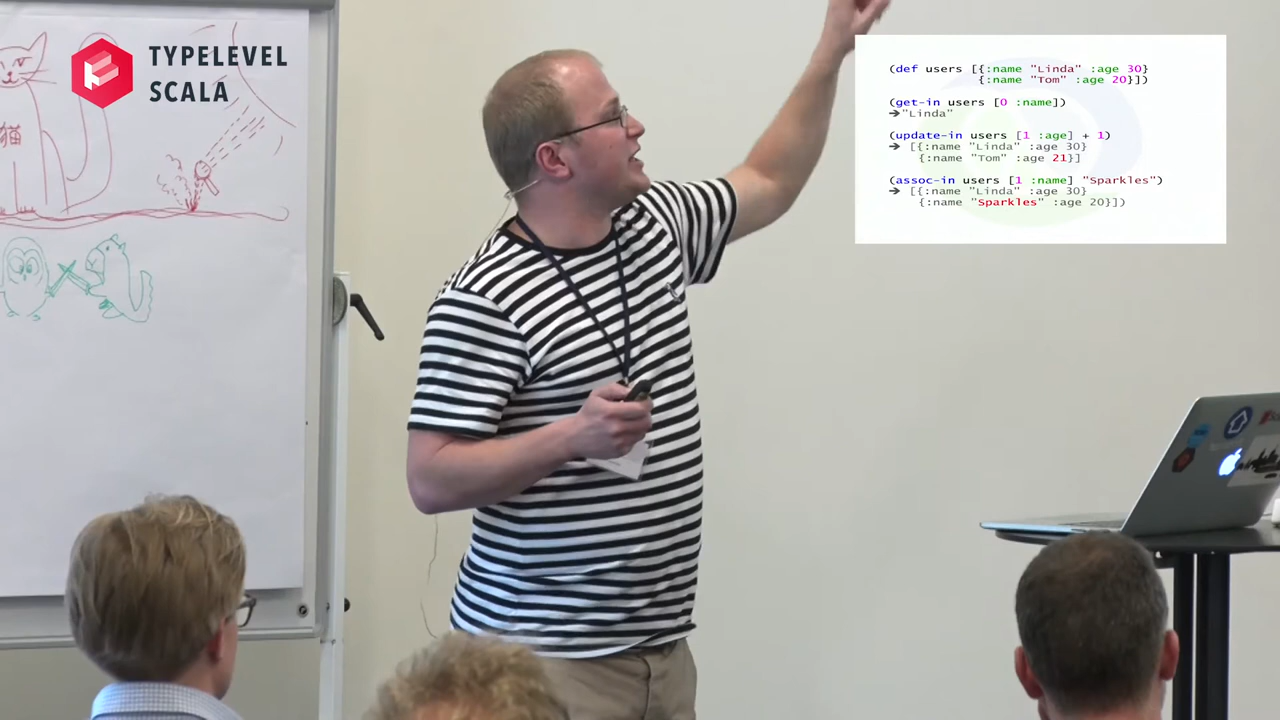 TYPELEVEL
SCALA
猫
(def users [{:name "Linda" :age 30}
{:name "Tom" :age 20}])
(get-in users [0 :name])
➔"Linda"
(update-in users [1 :age] + 1)
➔ [{:name "Linda" :age 30}
{:name "Tom" :age 21}]
(assoc-in users [1 :name] "Sparkles")
➔ [{:name "Linda" :age 30}
{:name "Sparkles" :age 20}])